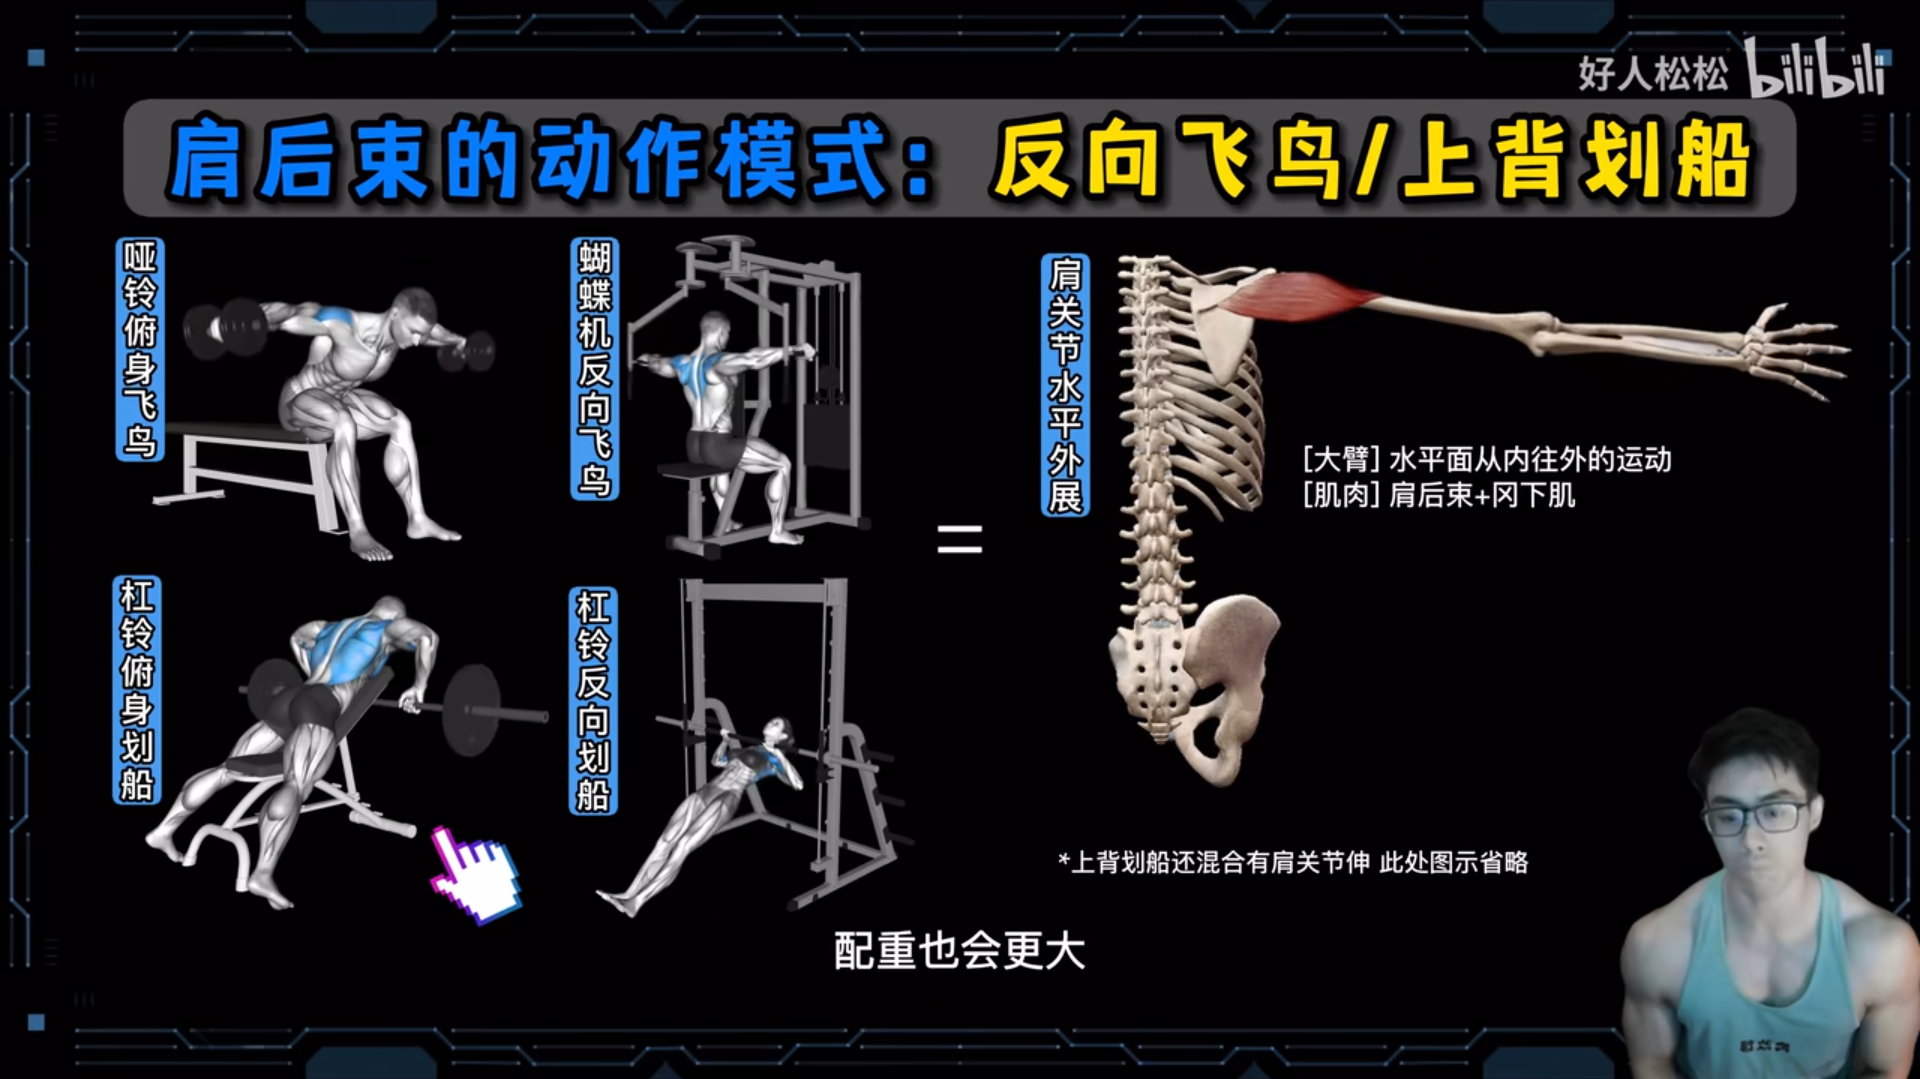 好人松松 bilibili
肩后束的动作模式：反向飞鸟/上背划船
哑铃俯身飞鸟
蝴蝶机反向飞鸟
肩关节水平外展
[大臂] 水平面从内往外的运动
[肌肉] 肩后束+冈下肌
=
杠铃俯身划船
杠铃反向划船
*上背划船还混合有肩关节伸 此处图示省略
配重也会更大